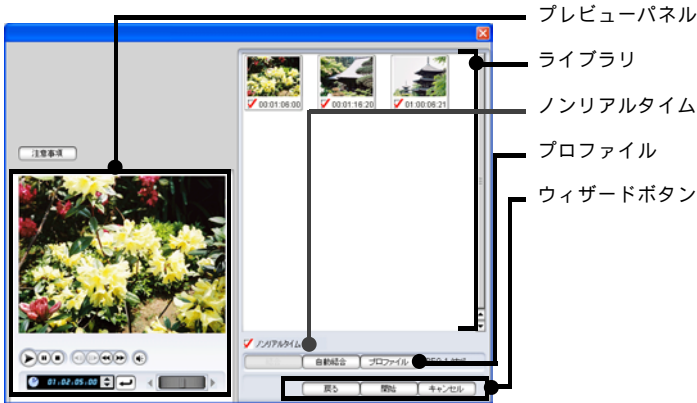 プレビューパネル
ライブラリ
ノンリアルタイム
プロファイル
ウィザードボタン
00:01:06:00
00:01:16:20
01:00:06:21
注意事項
ノンリアルタイム
自動結合
プロファイル
01:02:05:00
戻る
開始
キャンセル